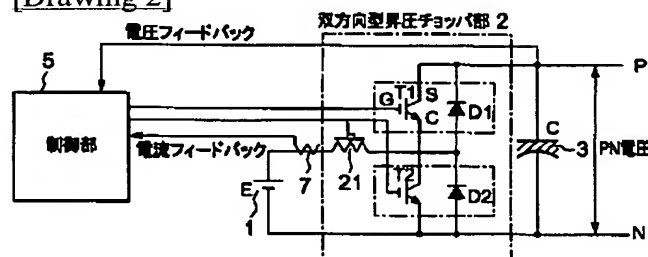 [Drawing 2]
双方向型昇圧チョッパ部 2
電圧フィードバック
5
制御部
電流フィードバック
G
T1
S
C
D1
T2
D2
7
21
E
1
C
3
PN電圧
P
N